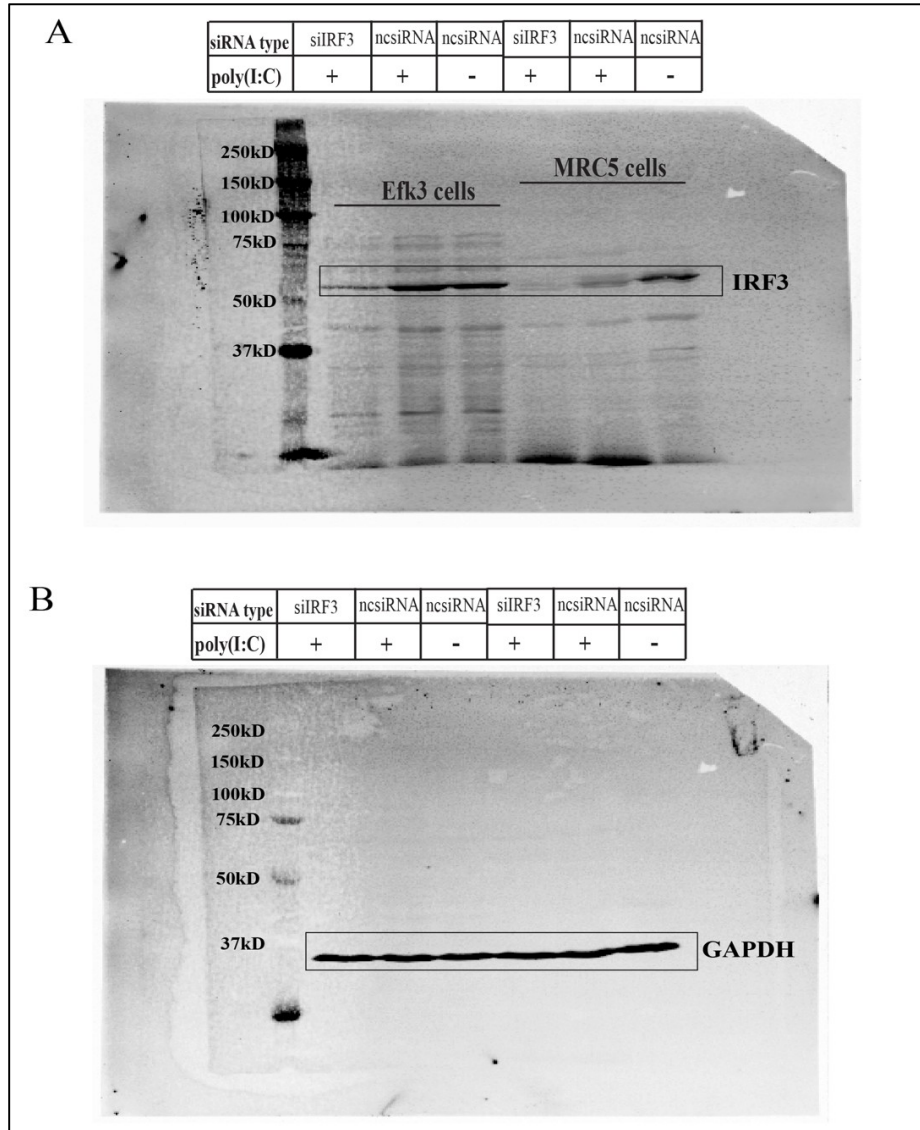 A
siRNA type siIRF3 ncsiRNA ncsiRNA siIRF3 ncsiRNA ncsiRNA
poly(I:C) + + - + + -
250kD
150kD
100kD
75kD
50kD
37kD
Efk3 cells
MRC5 cells
IRF3
B
siRNA type siIRF3 ncsiRNA ncsiRNA siIRF3 ncsiRNA ncsiRNA
poly(I:C) + + - + + -
250kD
150kD
100kD
75kD
50kD
37kD
GAPDH